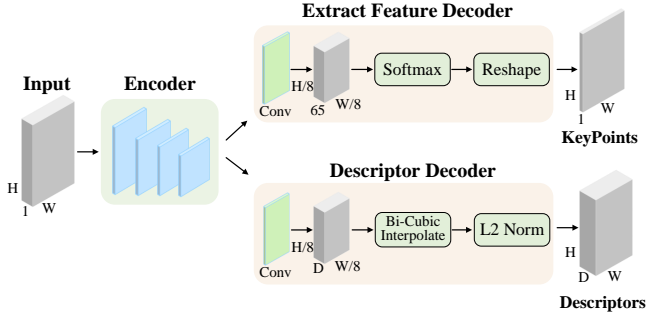 Extract Feature Decoder
Input
Encoder
H
1
W
Conv
H/8
65
W/8
Softmax
Reshape
H
1
W
KeyPoints
Descriptor Decoder
Conv
H/8
D
W/8
Bi-Cubic
Interpolate
L2 Norm
H
D
W
Descriptors